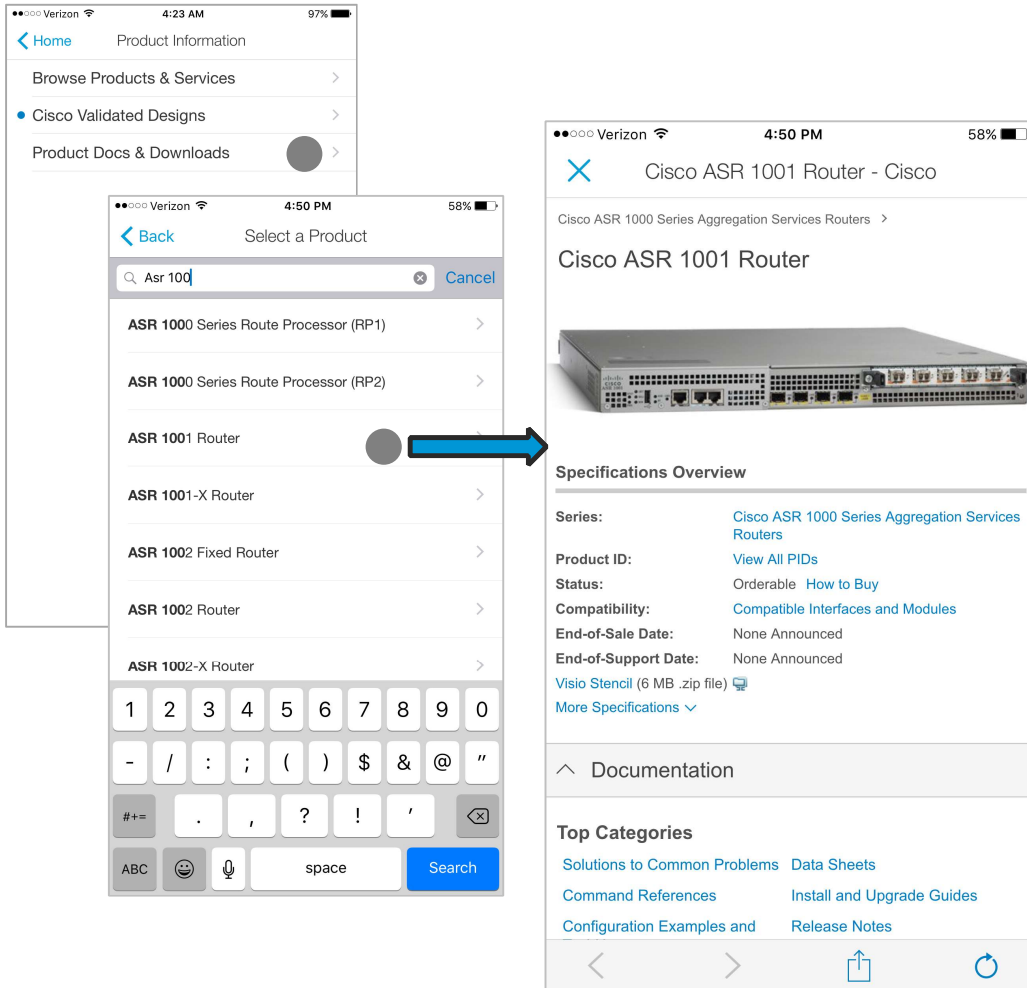 Verizon 4:23 AM 97%
Home Product Information
Browse Products & Services
Cisco Validated Designs
Product Docs & Downloads
Verizon 4:50 PM 58%
Back Select a Product
Asr 100 Cancel
ASR 1000 Series Route Processor (RP1)
ASR 1000 Series Route Processor (RP2)
ASR 1001 Router
ASR 1001-X Router
ASR 1002 Fixed Router
ASR 1002 Router
ASR 1002-X Router
1 2 3 4 5 6 7 8 9 0
- / : ; ( ) $ & @ "
#+= . , ? ! '
ABC space Search
Verizon 4:50 PM 58%
Cisco ASR 1001 Router - Cisco
Cisco ASR 1000 Series Aggregation Services Routers >
Cisco ASR 1001 Router
CISCO
Specifications Overview
Series: Cisco ASR 1000 Series Aggregation Services
Routers
Product ID: View All PIDs
Status: Orderable How to Buy
Compatibility: Compatible Interfaces and Modules
End-of-Sale Date: None Announced
End-of-Support Date: None Announced
Visio Stencil (6 MB .zip file)
More Specifications
Documentation
Top Categories
Solutions to Common Problems Data Sheets
Command References Install and Upgrade Guides
Configuration Examples and Release Notes